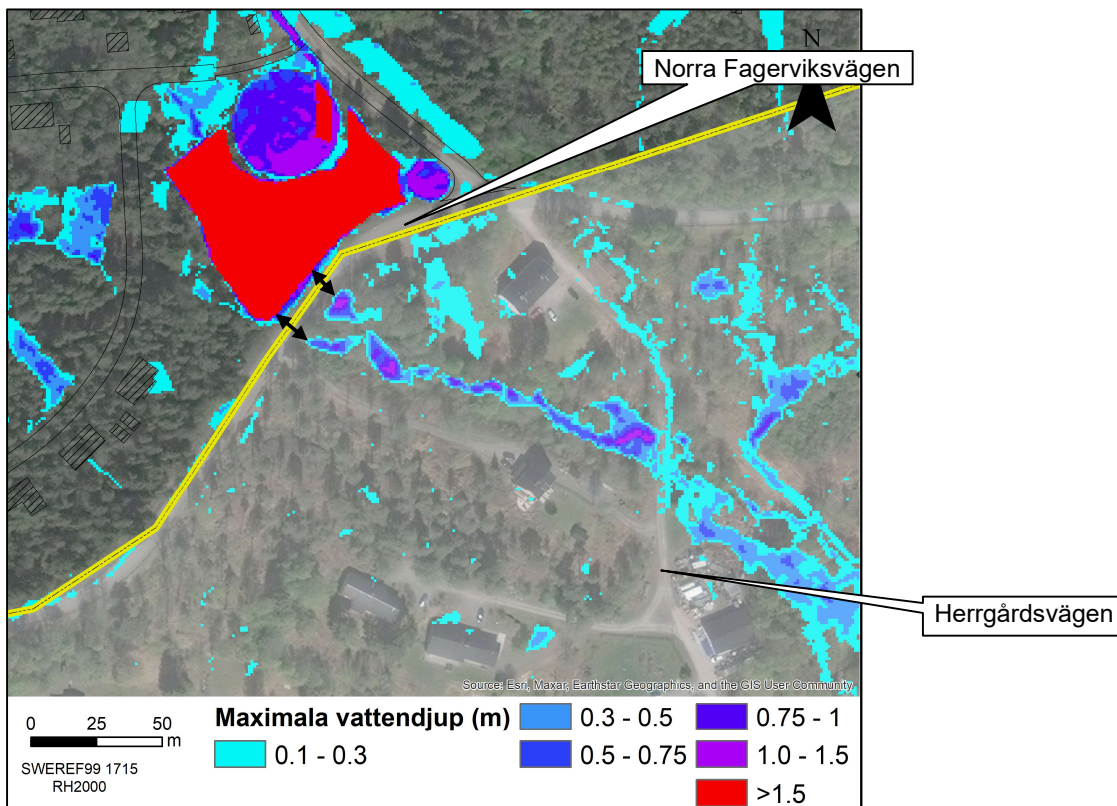 N
Norra Fagerviksvägen
Herrgårdsvägen
Source: Esri, Maxar, Earthstar Geographics, and the GIS User Community
0 25 50
m
SWEREF99 1715
RH2000
Maximala vattendjup (m)
0.1 - 0.3
0.3 - 0.5
0.5 - 0.75
0.75 - 1
1.0 - 1.5
>1.5